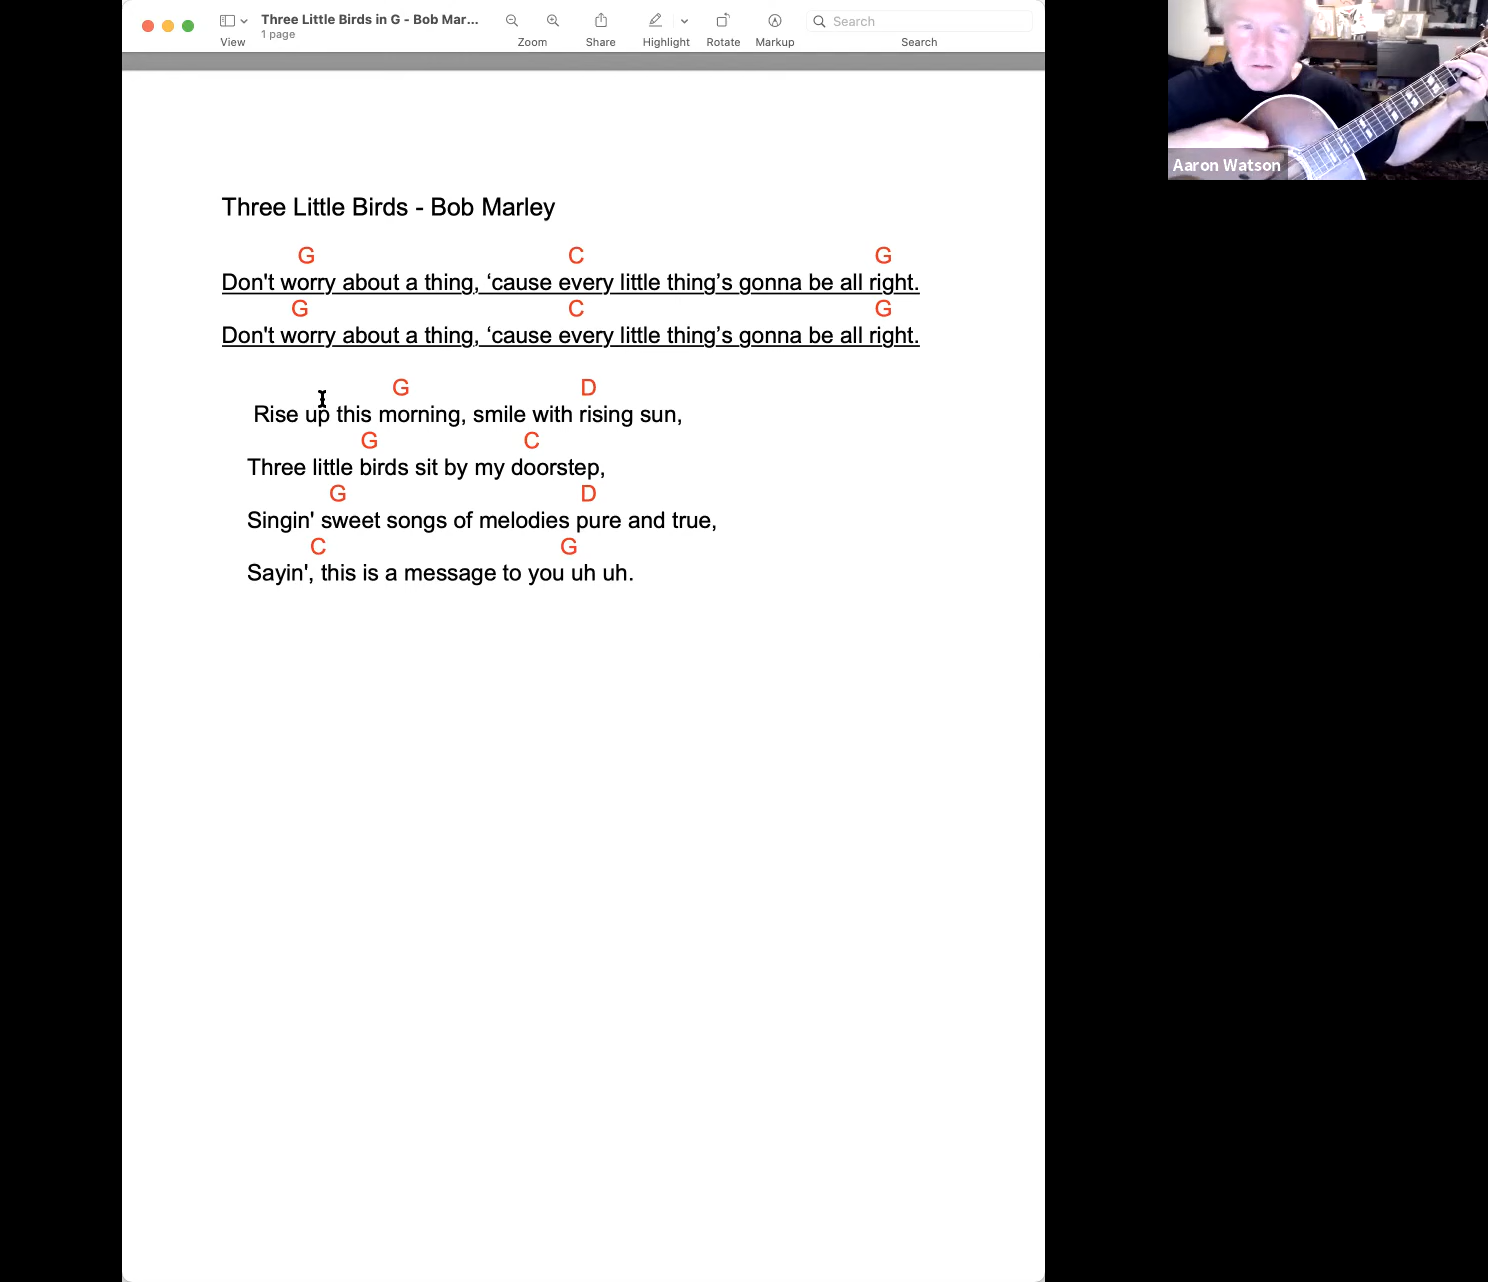 Three Little Birds in G - Bob Mar...
1 page
View
Zoom
Share
Highlight
Rotate
Markup
Search
Search
Aaron Watson
Three Little Birds - Bob Marley
G C G
Don't worry about a thing, ‘cause every little thing’s gonna be all right.
G C G
Don't worry about a thing, ‘cause every little thing’s gonna be all right.
G D
Rise up this morning, smile with rising sun,
G C
Three little birds sit by my doorstep,
G D
Singin' sweet songs of melodies pure and true,
C G
Sayin', this is a message to you uh uh.